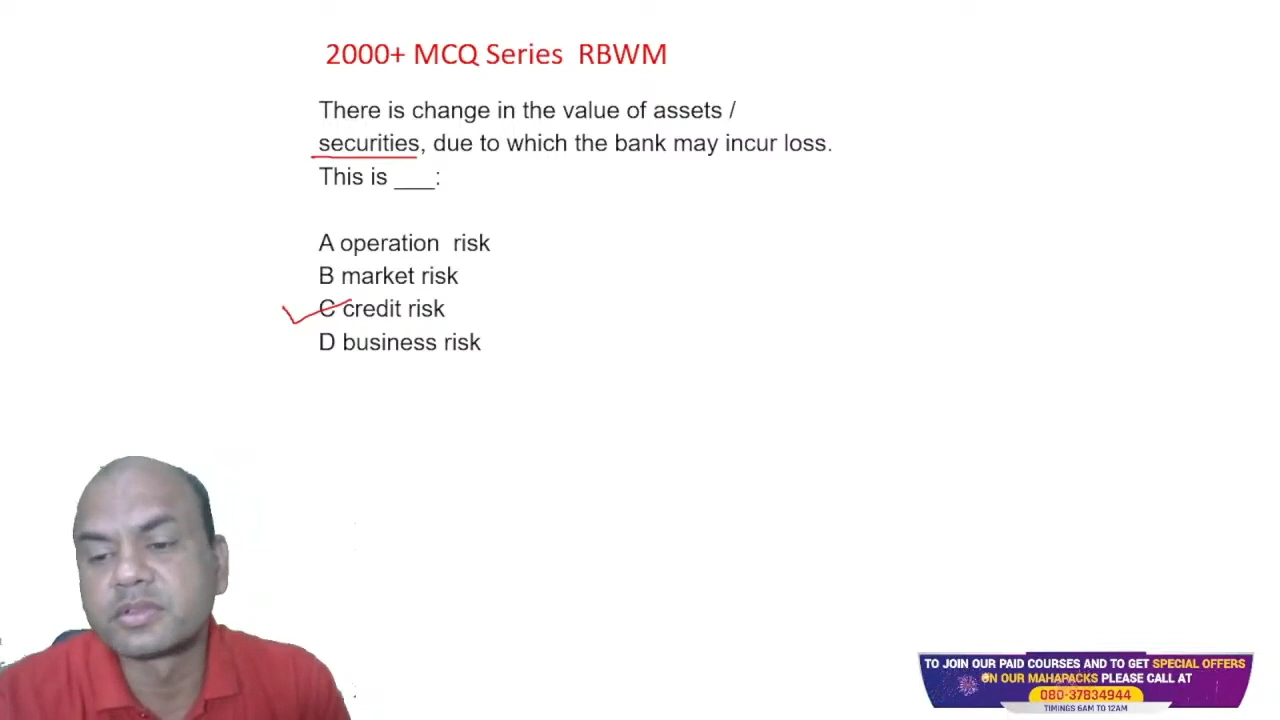 2000+ MCQ Series RBWM
There is change in the value of assets /
securities, due to which the bank may incur loss.
This is ___:
A operation risk
B market risk
C credit risk
D business risk
TO JOIN OUR PAID COURSES AND TO GET SPECIAL OFFERS
ON OUR MAHAPACKS PLEASE CALL AT
080-37834944
TIMINGS 6AM TO 12AM